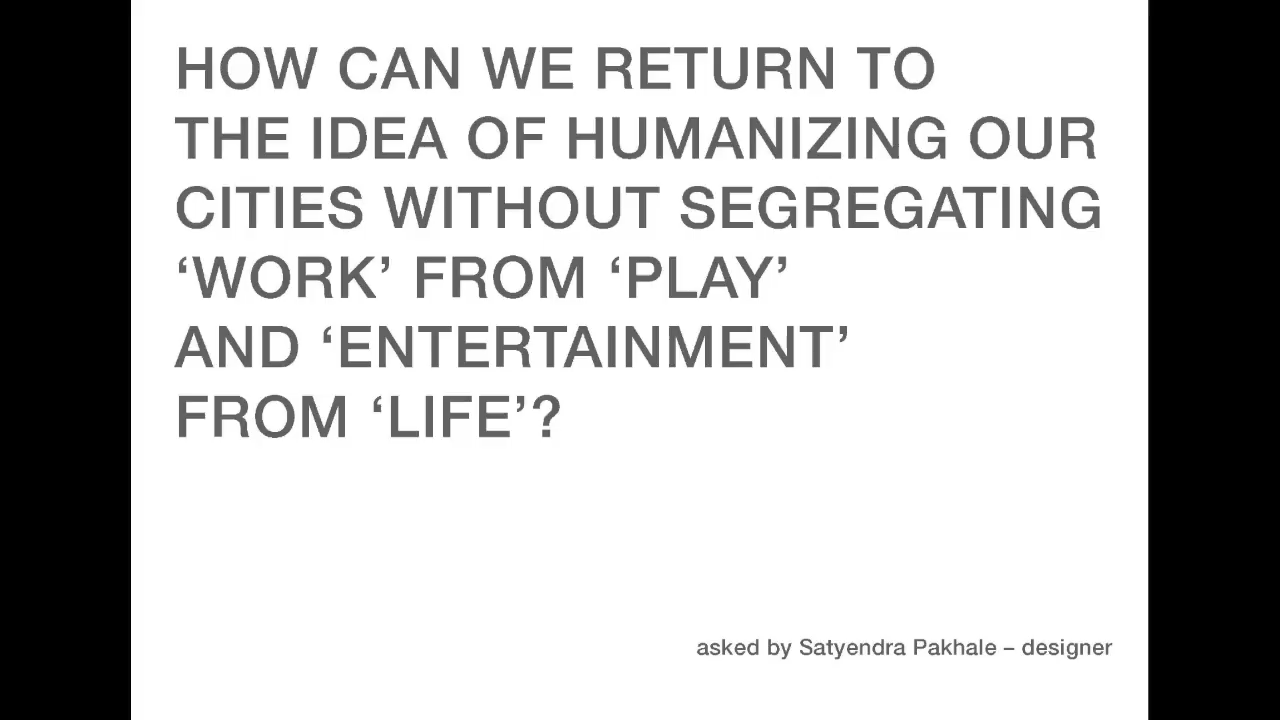 HOW CAN WE RETURN TO
THE IDEA OF HUMANIZING OUR
CITIES WITHOUT SEGREGATING
‘WORK’ FROM ‘PLAY’
AND ‘ENTERTAINMENT’
FROM ‘LIFE’?
asked by Satyendra Pakhale – designer